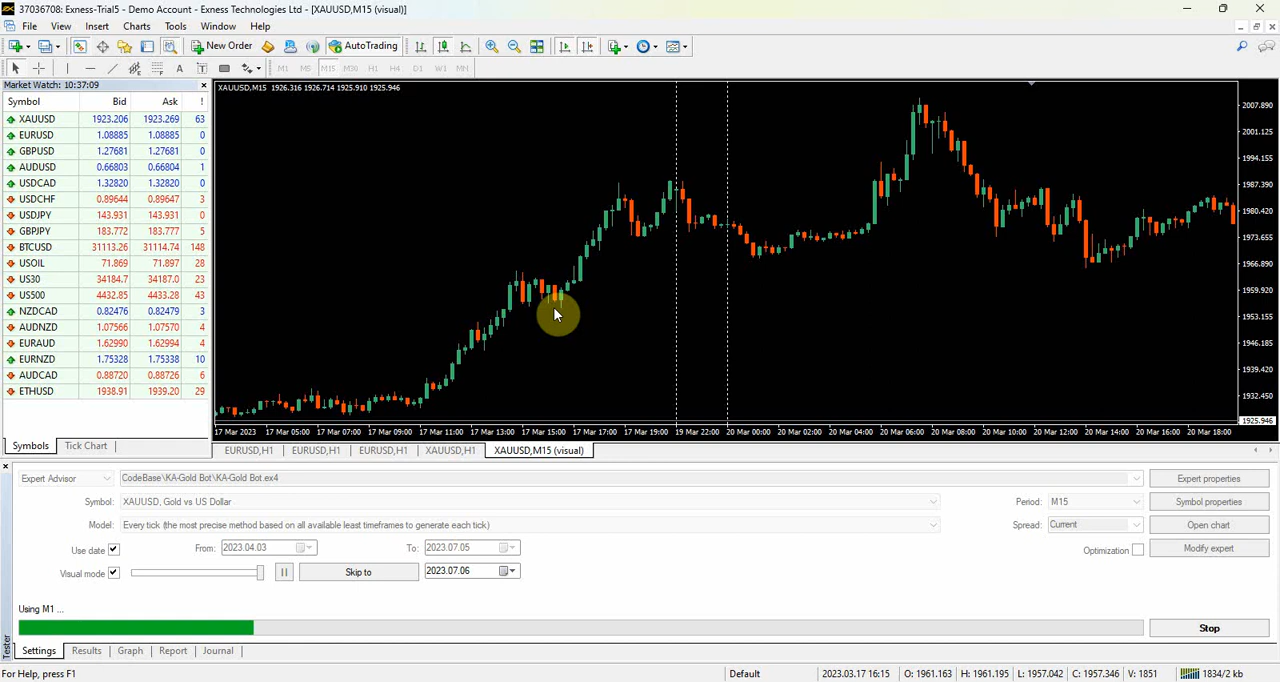 37036708: Exness-Trial5 - Demo Account - Exness Technologies Ltd - [XAUUSD,M15 (visual)]
File View Insert Charts Tools Window Help
New Order AutoTrading
A T M1 M5 M15 M30 H1 H4 D1 W1 MN
Market Watch: 10:37:09
Symbol Bid Ask !
XAUUSD 1923.206 1923.269 63
EURUSD 1.08885 1.08885 0
GBPUSD 1.27681 1.27681 0
AUDUSD 0.66803 0.66804 1
USDCAD 1.32820 1.32820 0
USDCHF 0.89644 0.89647 3
USDJPY 143.931 143.931 0
GBPJPY 183.772 183.777 5
BTCUSD 31113.26 31114.74 148
USOIL 71.869 71.897 28
US30 34184.7 34187.0 23
US500 4432.85 4433.28 43
NZDCAD 0.82476 0.82479 3
AUDNZD 1.07566 1.07570 4
EURAUD 1.62990 1.62994 4
EURNZD 1.75328 1.75338 10
AUDCAD 0.88720 0.88726 6
ETHUSD 1938.91 1939.20 29
Symbols Tick Chart
XAUUSD,M15 1926.316 1926.714 1925.910 1925.946
2007.890
2001.125
1994.155
1987.390
1980.420
1973.655
1966.890
1959.920
1953.155
1946.185
1939.420
1932.450
1925.946
17 Mar 2023 17 Mar 05:00 17 Mar 07:00 17 Mar 09:00 17 Mar 11:00 17 Mar 13:00 17 Mar 15:00 17 Mar 17:00 17 Mar 19:00 19 Mar 22:00 20 Mar 00:00 20 Mar 02:00 20 Mar 04:00 20 Mar 06:00 20 Mar 08:00 20 Mar 10:00 20 Mar 12:00 20 Mar 14:00 20 Mar 16:00 20 Mar 18:00
EURUSD,H1 EURUSD,H1 EURUSD,H1 XAUUSD,H1 XAUUSD,M15 (visual)
Expert Advisor CodeBase\KA-Gold Bot\KA-Gold Bot.ex4 Expert properties
Symbol: XAUUSD, Gold vs US Dollar Period: M15 Symbol properties
Model: Every tick (the most precise method based on all available least timeframes to generate each tick) Spread: Current Open chart
Use date From: 2023.04.03 To: 2023.07.05 Optimization Modify expert
Visual mode Skip to 2023.07.06
Using M1 ...
Stop
Tester
Settings Results Graph Report Journal
For Help, press F1 Default 2023.03.17 16:15 O: 1961.163 H: 1961.195 L: 1957.042 C: 1957.346 V: 1851 1834/2 kb